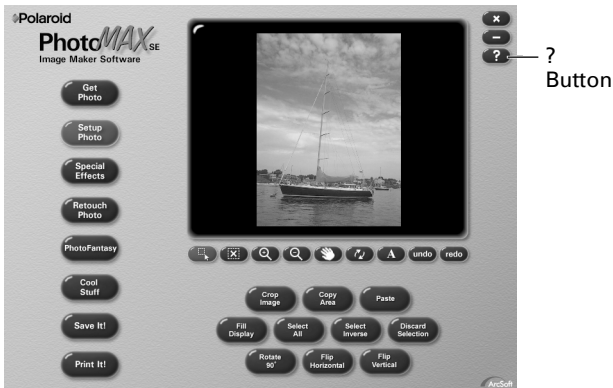 Polaroid
PhotoMAX SE
Image Maker Software
×
–
?
?
Button
Get
Photo
Setup
Photo
Special
Effects
Retouch
Photo
PhotoFantasy
Cool
Stuff
Save It!
Print It!
A
undo
redo
Crop
Image
Copy
Area
Paste
Fill
Display
Select
All
Select
Inverse
Discard
Selection
Rotate
90°
Flip
Horizontal
Flip
Vertical
ArcSoft